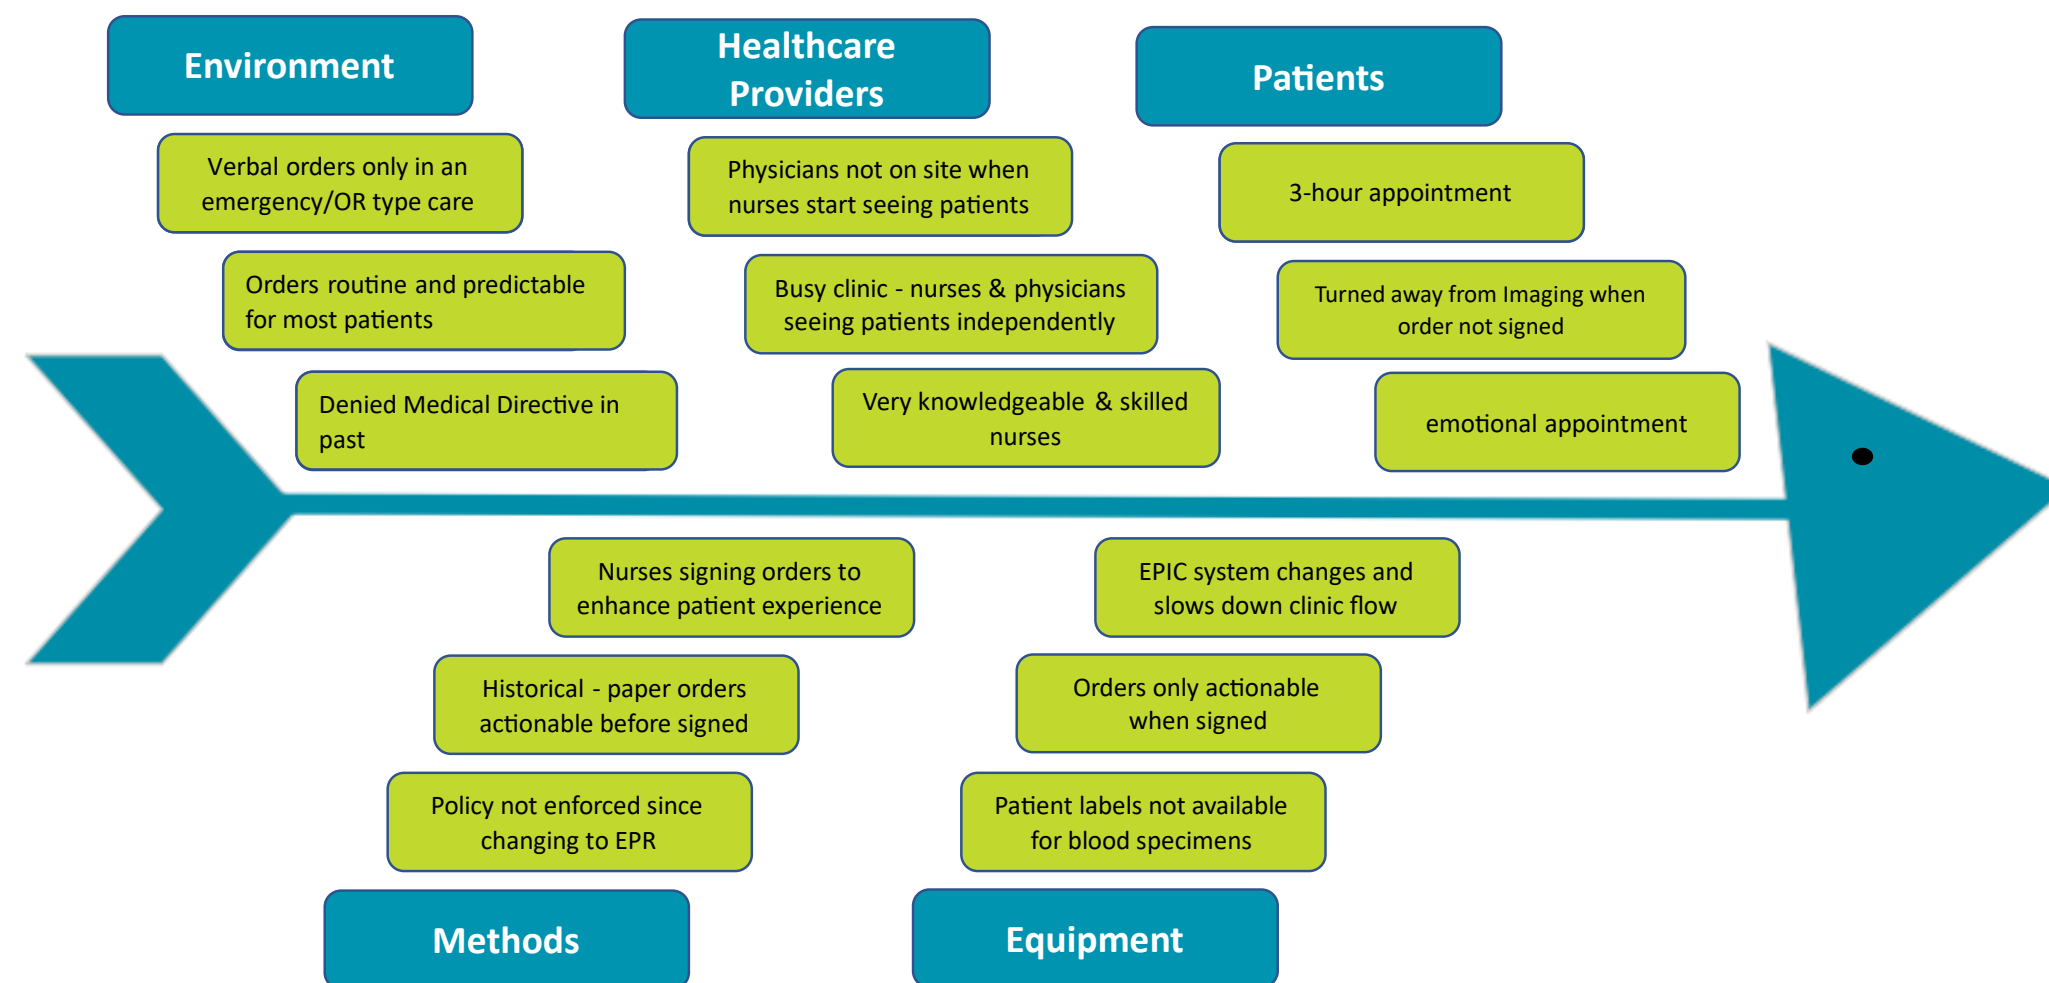 Environment
Verbal orders only in an
emergency/OR type care
Orders routine and predictable
for most patients
Denied Medical Directive in
past
Healthcare
Providers
Physicians not on site when
nurses start seeing patients
Busy clinic - nurses & physicians
seeing patients independently
Very knowledgeable & skilled
nurses
Patients
3-hour appointment
Turned away from Imaging when
order not signed
emotional appointment
Nurses signing orders to
enhance patient experience
Historical - paper orders
actionable before signed
Policy not enforced since
changing to EPR
Methods
EPIC system changes and
slows down clinic flow
Orders only actionable
when signed
Patient labels not available
for blood specimens
Equipment